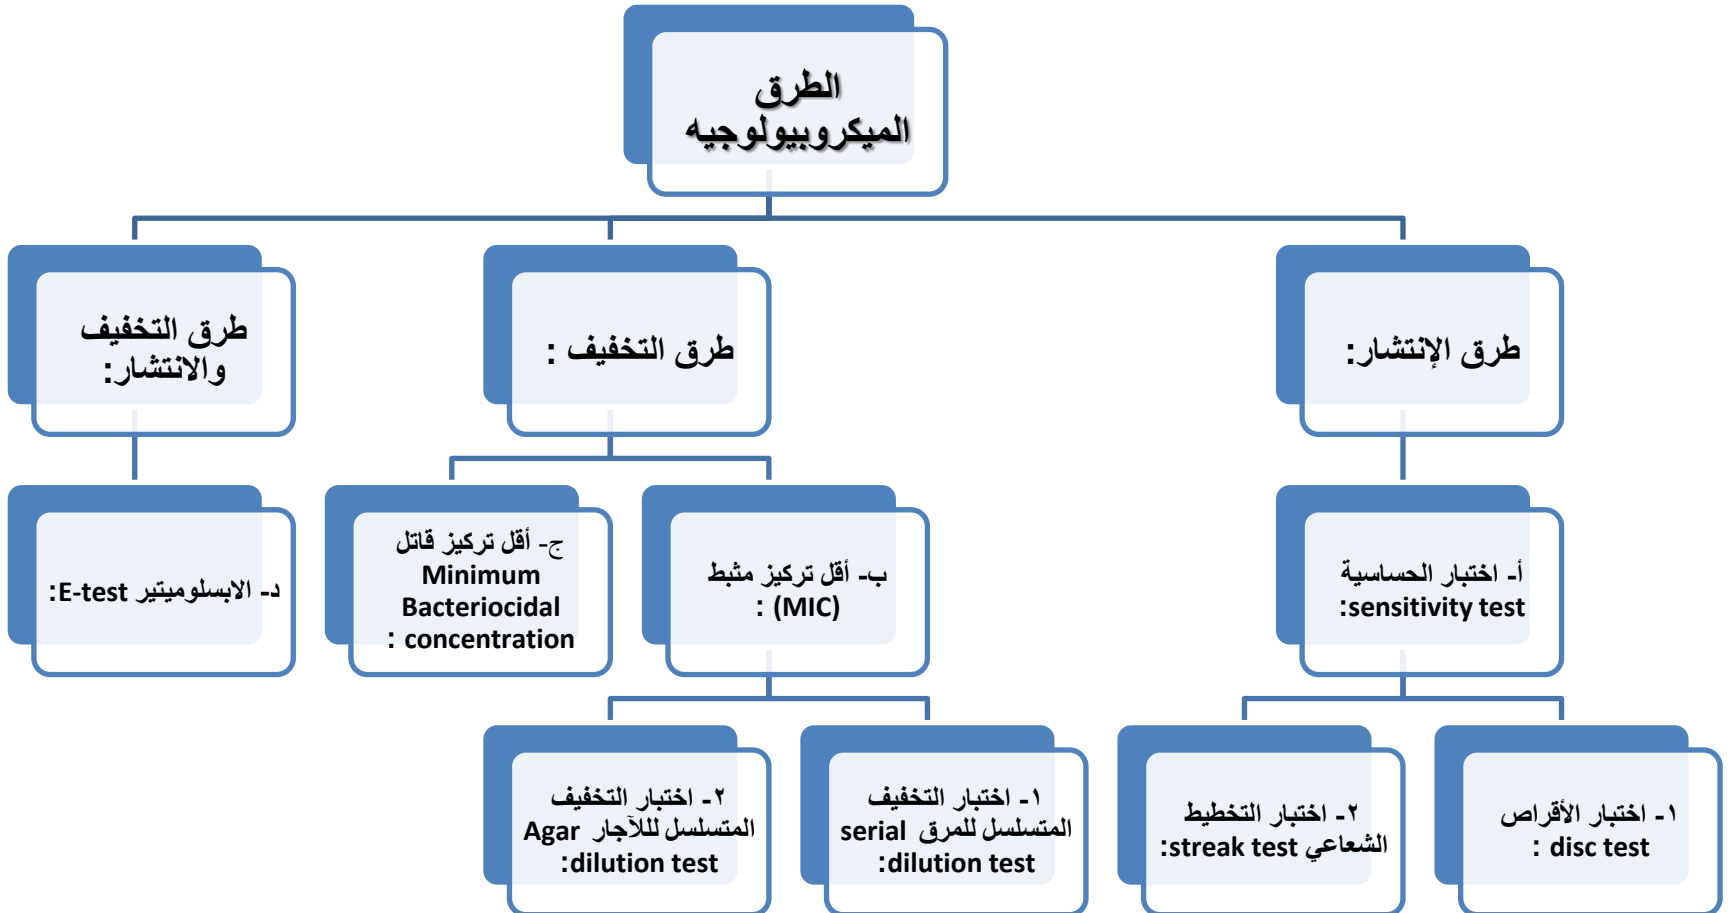 الطرق
الميكروبيولوجيه
طرق الإنتشار:
طرق التخفيف :
طرق التخفيف
والانتشار:
أ- اختبار الحساسية
sensitivity test:
ب- أقل تركيز مثبط
(MIC) :
ج- أقل تركيز قاتل
Minimum
Bacteriocidal
concentration :
د- الابسلوميتير E-test:
١- اختبار الأقراص
disc test :
٢- اختبار التخطيط
الشعاعي streak test:
١- اختبار التخفيف
المتسلسل للمرق serial
dilution test:
٢- اختبار التخفيف
المتسلسل لللآجار Agar
dilution test: